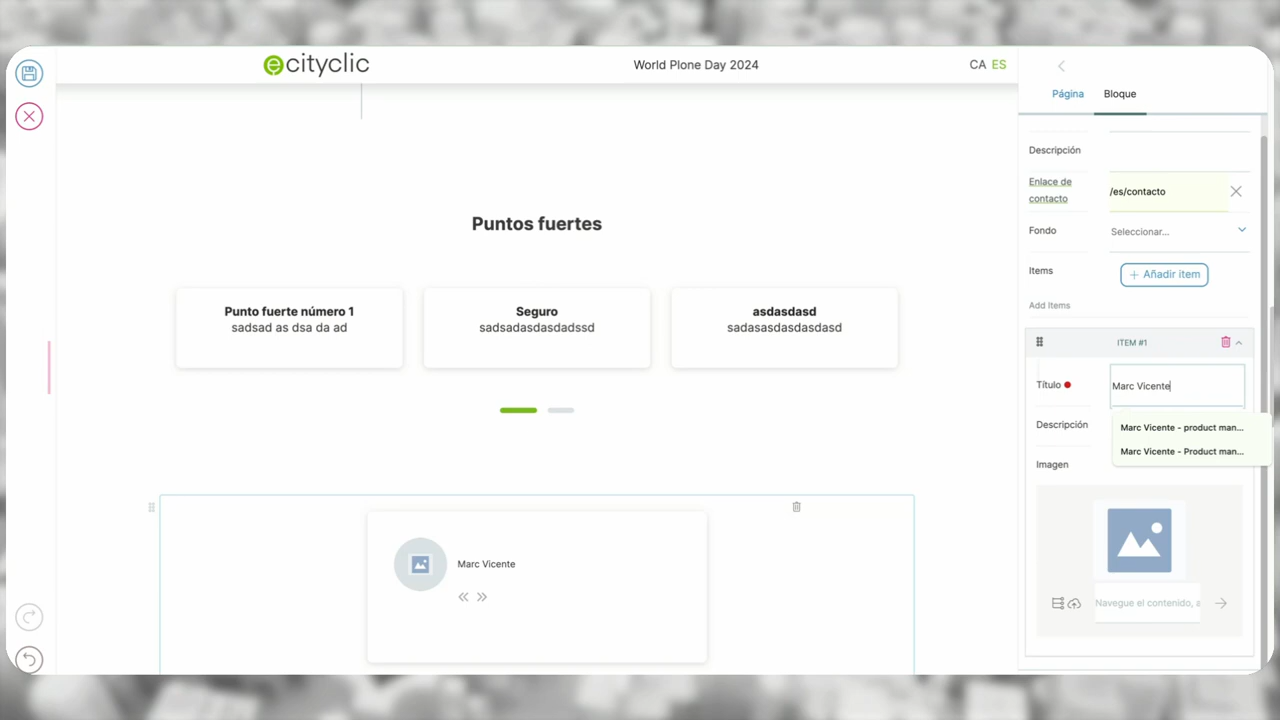 ecityclic
World Plone Day 2024
CA ES
Página
Bloque
Descripción
Enlace de
contacto
/es/contacto
Fondo
Seleccionar...
Items
Añadir item
Add Items
ITEM #1
Título
Marc Vicente
Descripción
Marc Vicente - product man...
Marc Vicente - Product man...
Imagen
Navegue el contenido, a
Puntos fuertes
Punto fuerte número 1
sadsad as dsa da ad
Seguro
sadsadasdasdadssd
asdasdasd
sadasasdasdasdasd
Marc Vicente